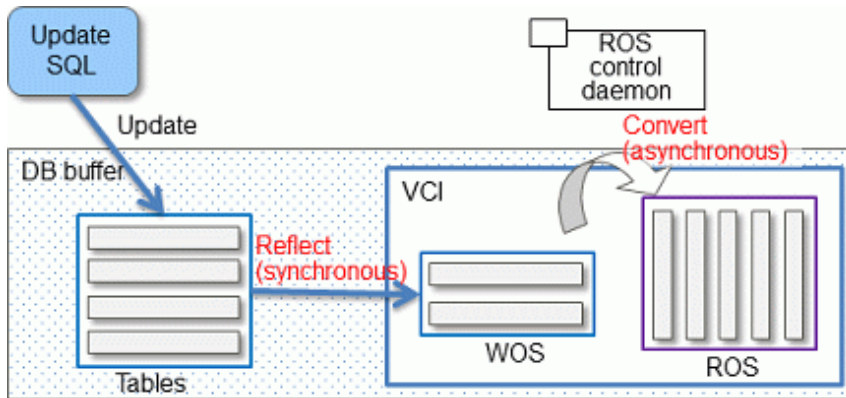 Update
SQL
ROS
control
daemon
Update
Convert
(asynchronous)
DB buffer
VCI
Reflect
(synchronous)
WOS
ROS
Tables